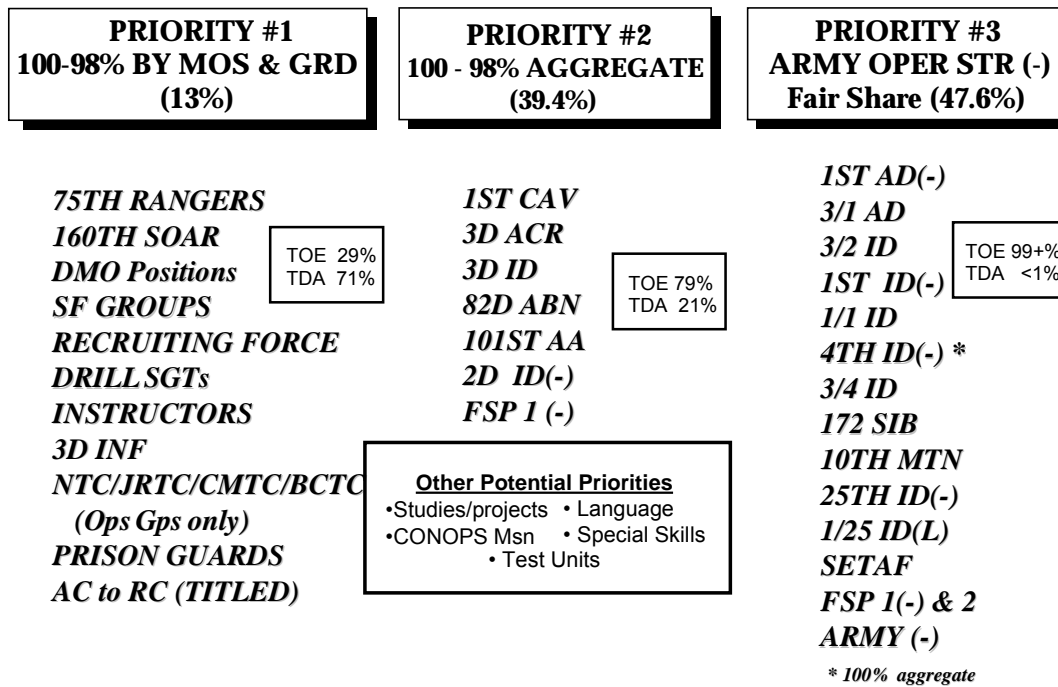 PRIORITY #1
100-98% BY MOS & GRD
(13%)
75TH RANGERS
160TH SOAR
DMO Positions
SF GROUPS
RECRUITING FORCE
DRILL SGTs
INSTRUCTORS
3D INF
NTC/JRTC/CMTC/BCTC
(Ops Gps only)
PRISON GUARDS
AC to RC (TITLED)
TOE 29%
TDA 71%
PRIORITY #2
100 - 98% AGGREGATE
(39.4%)
1ST CAV
3D ACR
3D ID
82D ABN
101ST AA
2D ID(-)
FSP 1 (-)
TOE 79%
TDA 21%
Other Potential Priorities
•Studies/projects • Language
•CONOPS Msn • Special Skills
• Test Units
PRIORITY #3
ARMY OPER STR (-)
Fair Share (47.6%)
1ST AD(-)
3/1 AD
3/2 ID
1ST ID(-)
1/1 ID
4TH ID(-) *
3/4 ID
172 SIB
10TH MTN
25TH ID(-)
1/25 ID(L)
SETAF
FSP 1(-) & 2
ARMY (-)
* 100% aggregate
TOE 99+%
TDA <1%